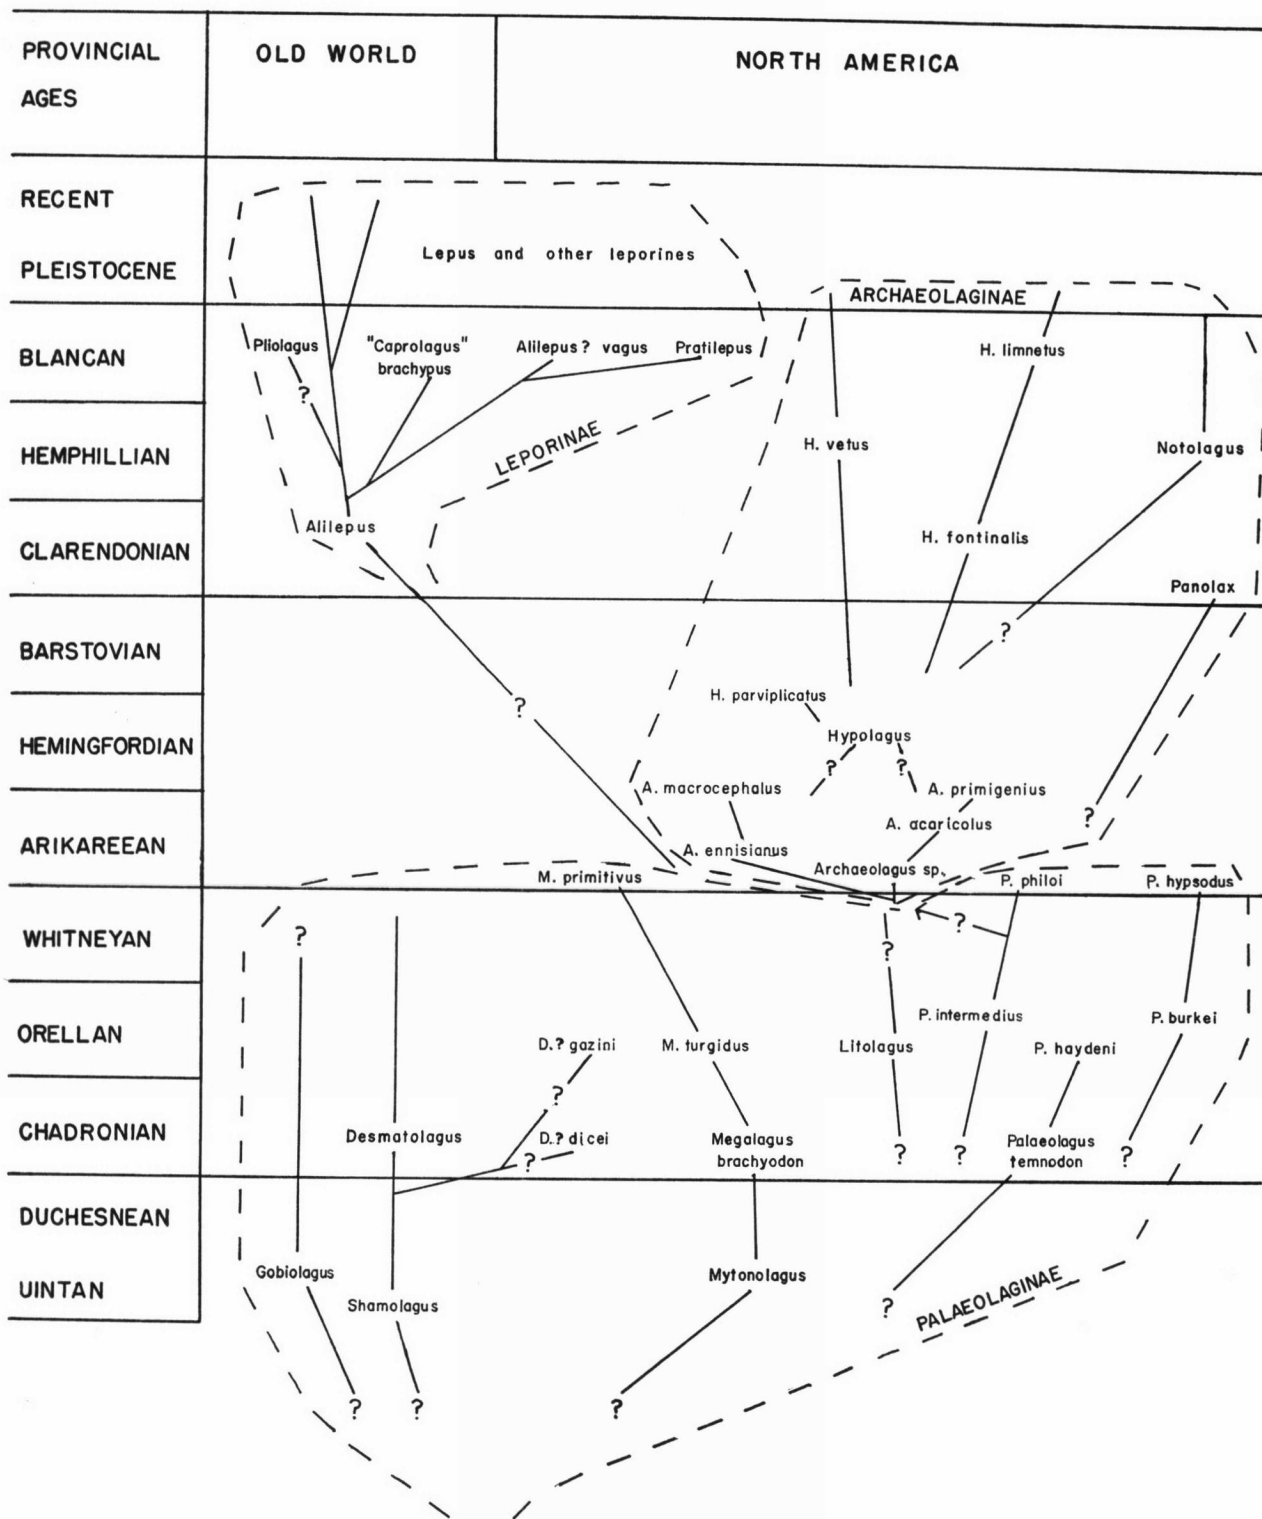 PROVINCIAL
AGES
OLD WORLD
NORTH AMERICA
RECENT
PLEISTOCENE
Lepus and other leporines
ARCHAEOLAGINAE
BLANCAN
Pliolagus
"Caprolagus"
brachypus
Alilepus? vagus
Pratilepus
H. limnetus
?
LEPORINAE
HEMPHILLIAN
H. vetus
Notolagus
CLARENDONIAN
Alilepus
H. fontinalis
Panolax
BARSTOVIAN
?
H. parviplicatus
?
HEMINGFORDIAN
Hypolagus
?
?
A. macrocephalus
A. primigenius
?
ARIKAREEAN
A. acaricolus
A. ennisianus
Archaeolagus sp.
M. primitivus
P. philoi
P. hypsodus
WHITNEYAN
?
?
?
ORELLAN
P. intermedius
P. burkei
D.? gazini
M. turgidus
Litolagus
P. haydeni
?
CHADRONIAN
Desmatolagus
D.? dicei
?
Megalagus
brachyodon
?
?
Palaeolagus
temnodon
?
DUCHESNEAN
UINTAN
Gobiolagus
Shamolagus
Mytonolagus
?
PALAEOLAGINAE
?
?
?